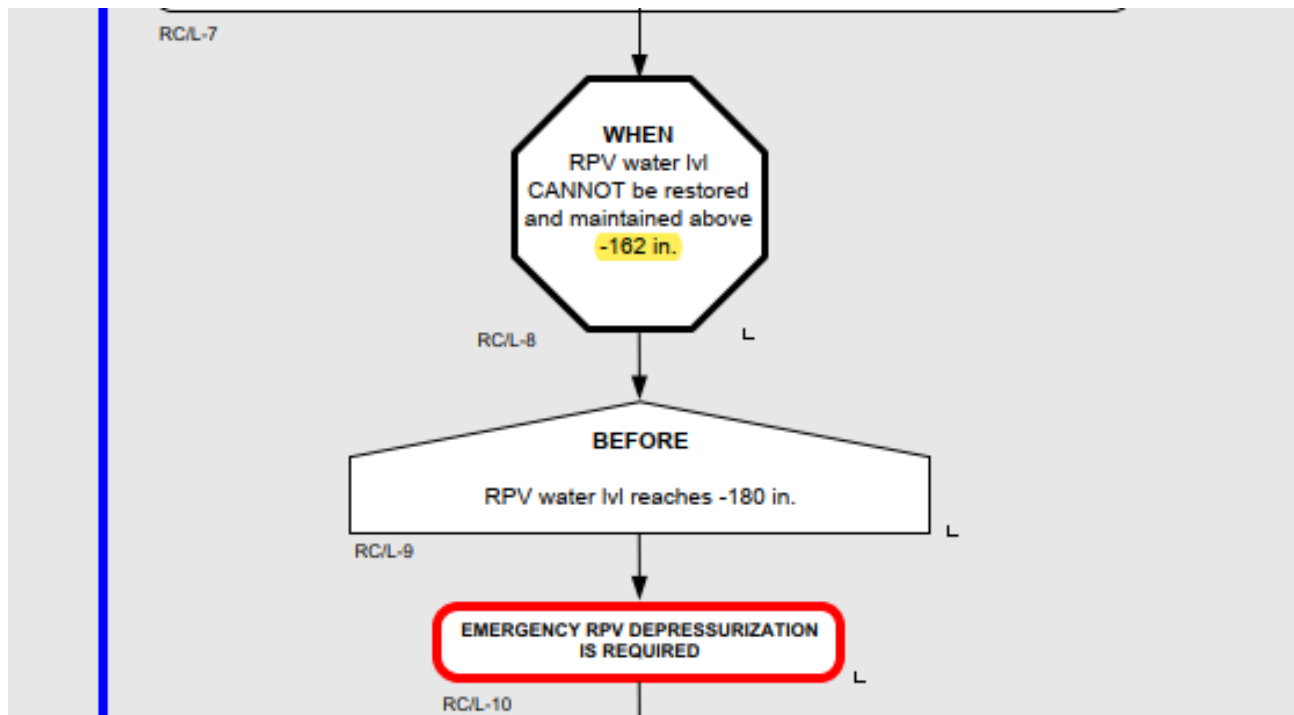 RC/L-7
WHEN
RPV water lvl
CANNOT be restored
and maintained above
-162 in.
RC/L-8
L
BEFORE
RPV water lvl reaches -180 in.
L
RC/L-9
EMERGENCY RPV DEPRESSURIZATION
IS REQUIRED
L
RC/L-10